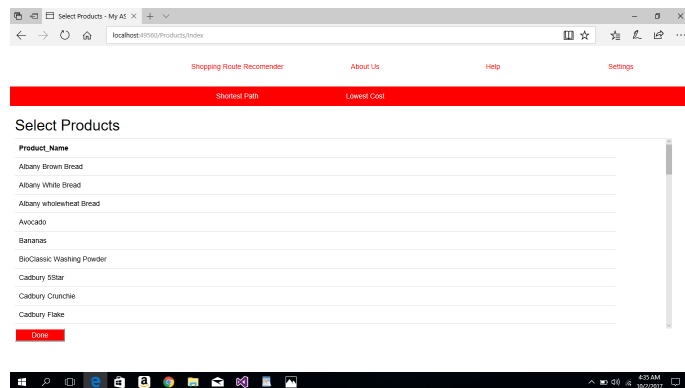 Select Products - My AS
localhost:49560/Products/Index
Shopping Route Recomender About Us Help Settings
Shortest Path Lowest Cost
Select Products
Product_Name
Albany Brown Bread
Albany White Bread
Albany wholewheat Bread
Avocado
Bananas
BioClassic Washing Powder
Cadbury 5Star
Cadbury Crunchie
Cadbury Flake
Done
4:35 AM
10/2/2017